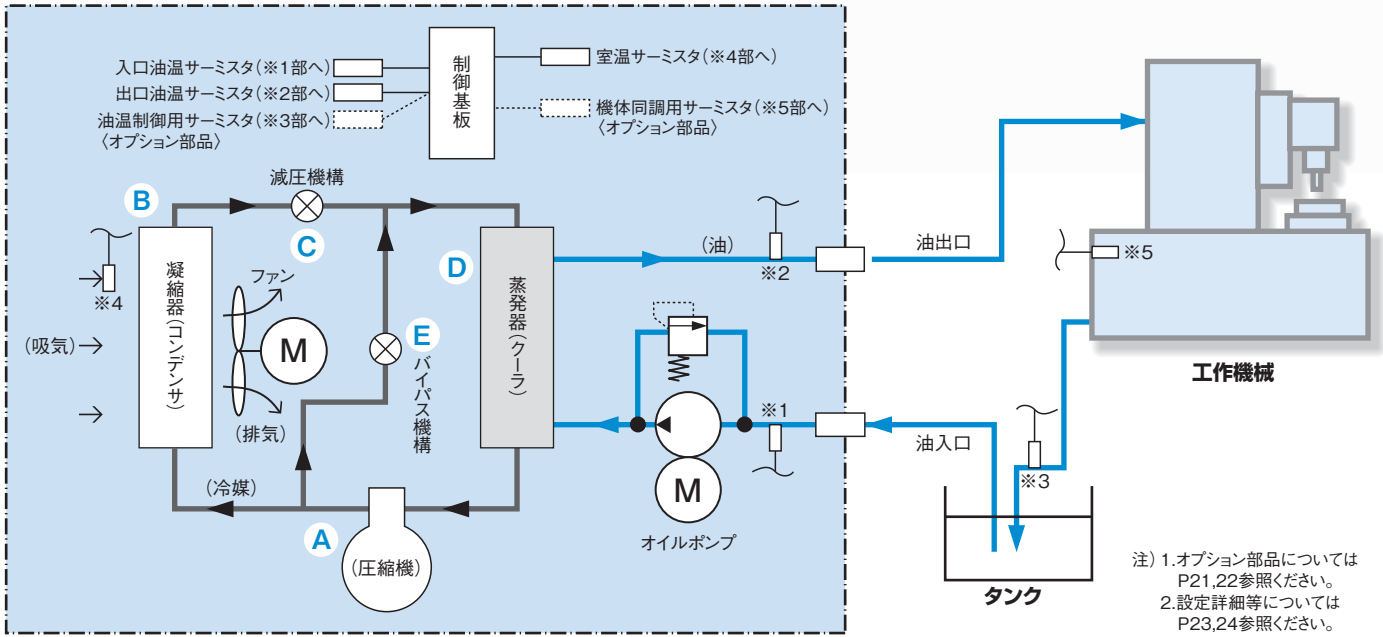 入口油温サーミスタ(※1部へ)
出口油温サーミスタ(※2部へ)
油温制御用サーミスタ(※3部へ)
〈オプション部品〉
制御基板
室温サーミスタ(※4部へ)
機体同調用サーミスタ(※5部へ)
〈オプション部品〉
B
減圧機構
C
※4
(吸気)
凝縮器(コンデンサ)
ファン
M
(排気)
E
バイパス機構
D
蒸発器(クーラ)
(冷媒)
A
(圧縮機)
(油)
※2
油出口
※1
油入口
M
オイルポンプ
※5
工作機械
※3
タンク
注) 1.オプション部品については
P21,22参照ください。
2.設定詳細等については
P23,24参照ください。